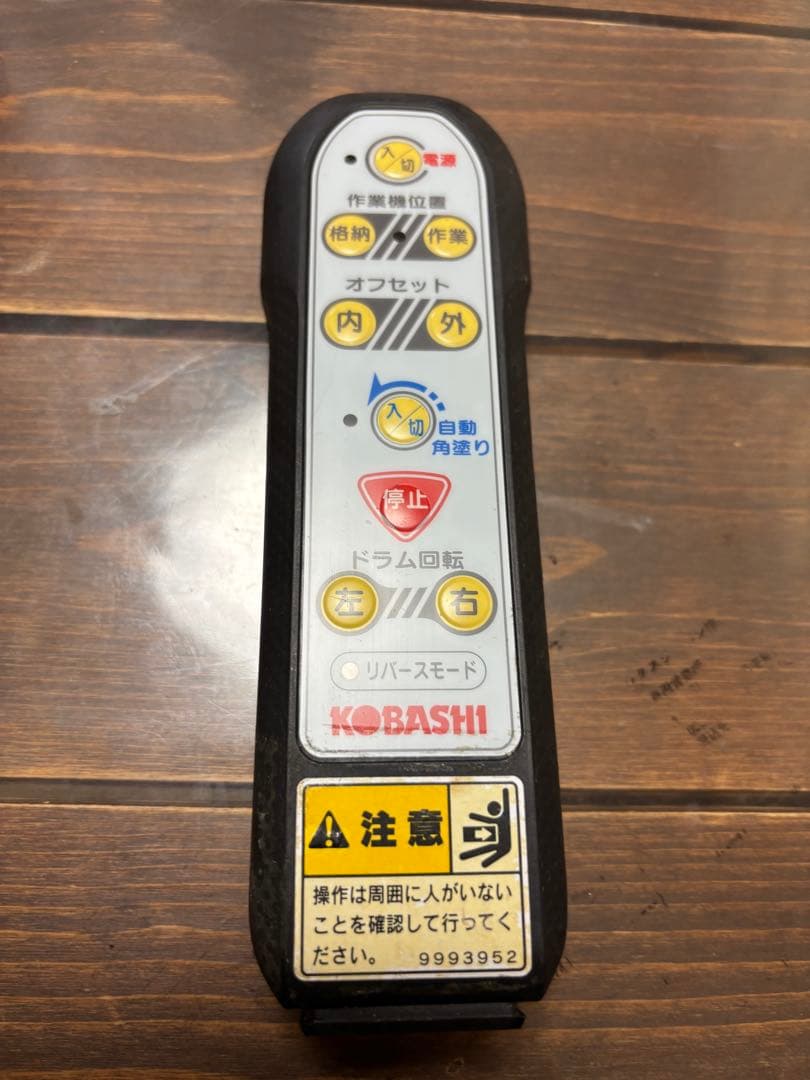 入/切 電源
作業機位置
格納 作業
オフセット
内 外
入/切 自動
角塗り
停止
ドラム回転
左 右
リバースモード
KOBASHI
注意
操作は周囲に人がいない
ことを確認して行ってく
ださい。 9993952